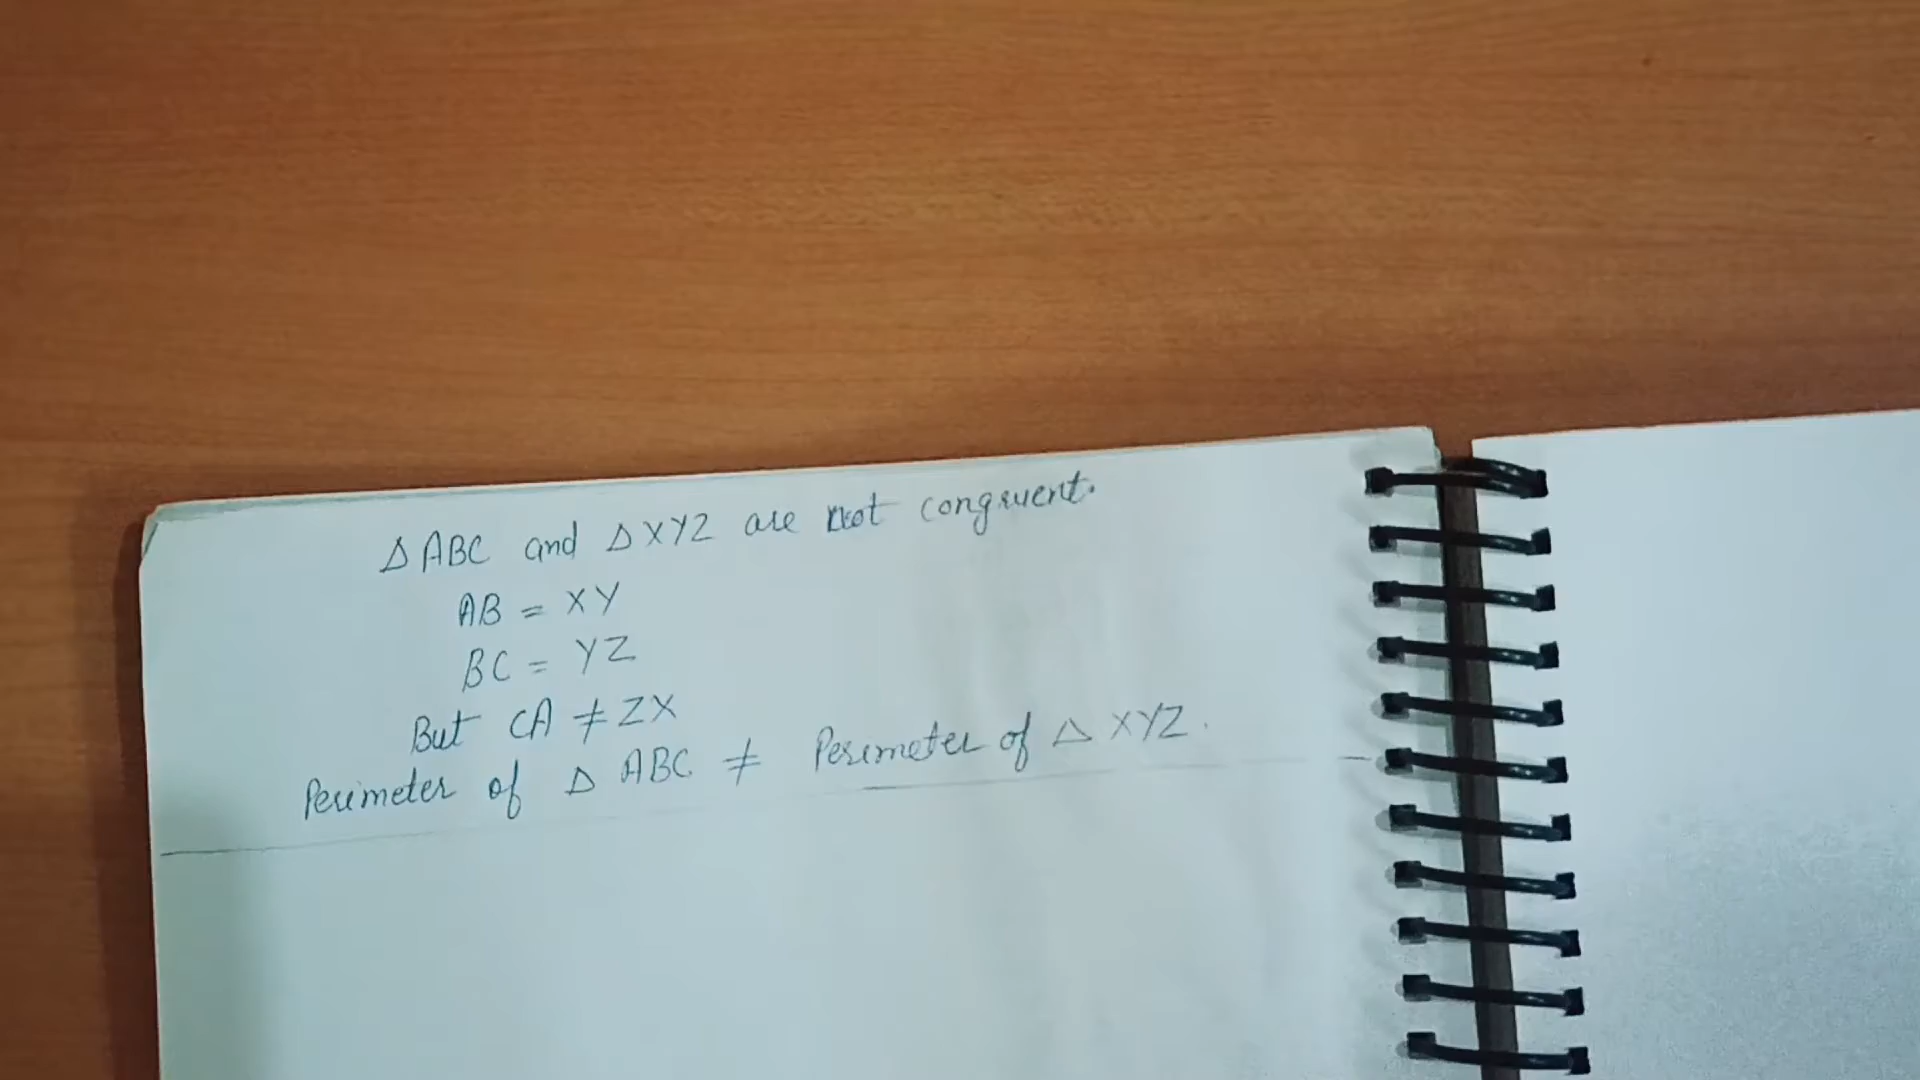 ∆ ABC and ∆ XYZ are not congruent.
AB = XY
BC = YZ
But CA ≠ ZX
Perimeter of ∆ ABC ≠ Perimeter of ∆ XYZ.